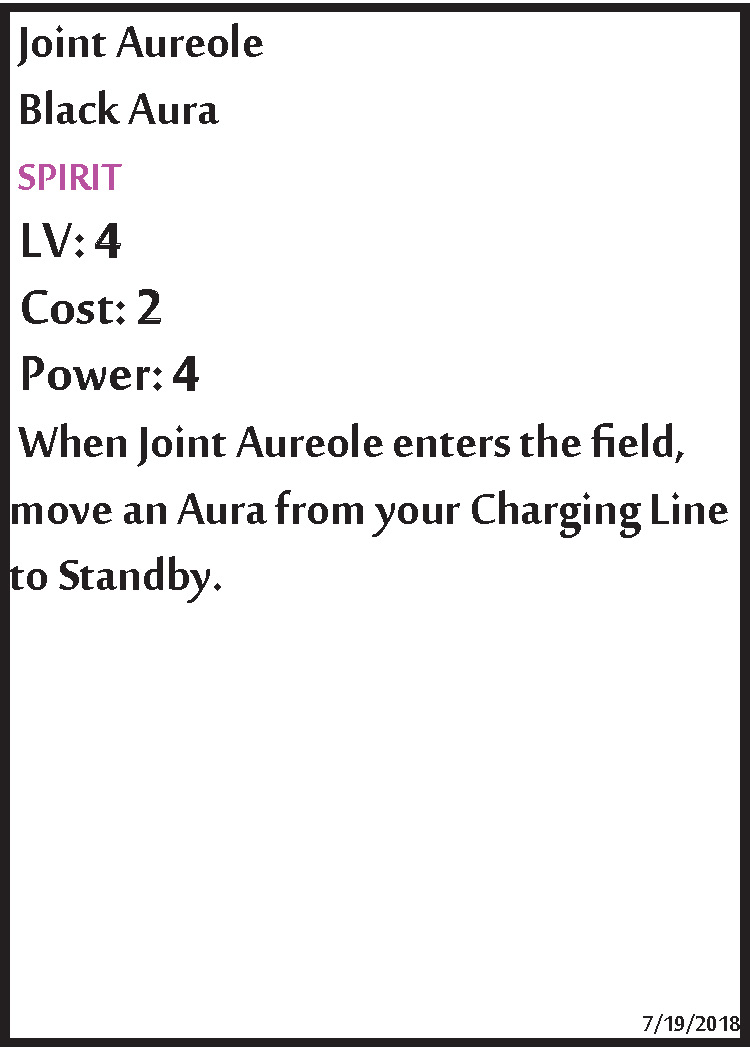 Joint Aureole
Black Aura
SPIRIT
LV: 4
Cost: 2
Power: 4
When Joint Aureole enters the field,
move an Aura from your Charging Line
to Standby.
7/19/2018